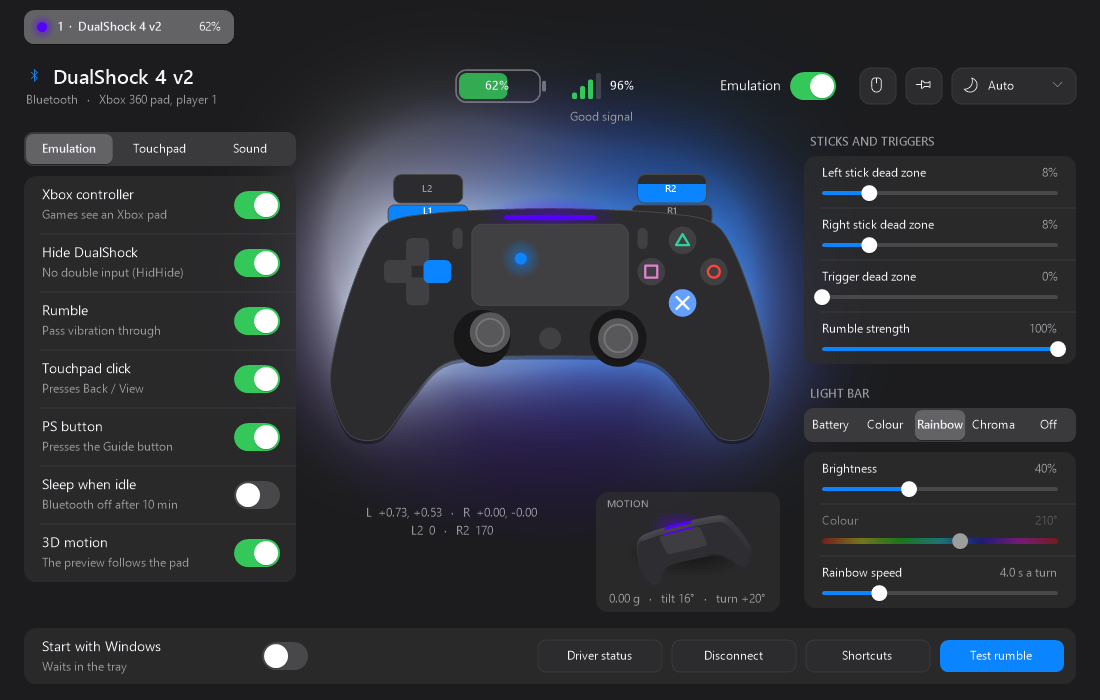 1 · DualShock 4 v2 62%
DualShock 4 v2
Bluetooth · Xbox 360 pad, player 1
62%
96%
Good signal
Emulation
Auto
Emulation Touchpad Sound
Xbox controller
Games see an Xbox pad
Hide DualShock
No double input (HidHide)
Rumble
Pass vibration through
Touchpad click
Presses Back / View
PS button
Presses the Guide button
Sleep when idle
Bluetooth off after 10 min
3D motion
The preview follows the pad
L2
R2
L1
R1
L +0.73, +0.53 · R +0.00, -0.00
L2 0 · R2 170
MOTION
0.00 g · tilt 16° · turn +20°
STICKS AND TRIGGERS
Left stick dead zone 8%
Right stick dead zone 8%
Trigger dead zone 0%
Rumble strength 100%
LIGHT BAR
Battery Colour Rainbow Chroma Off
Brightness 40%
Colour 210°
Rainbow speed 4.0 s a turn
Start with Windows
Waits in the tray
Driver status
Disconnect
Shortcuts
Test rumble